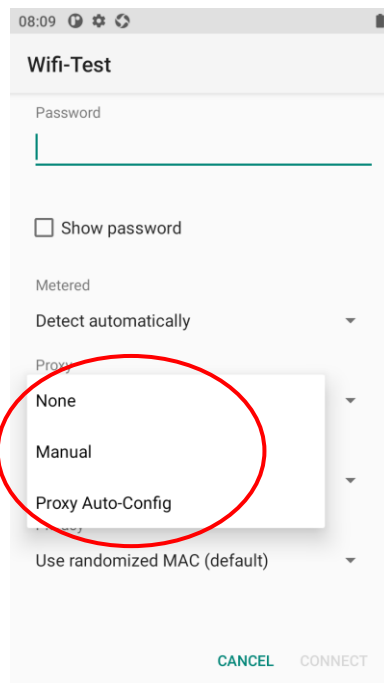 08:09
Wifi-Test
Password
Show password
Metered
Detect automatically
Proxy
None
Manual
Proxy Auto-Config
Use randomized MAC (default)
CANCEL CONNECT